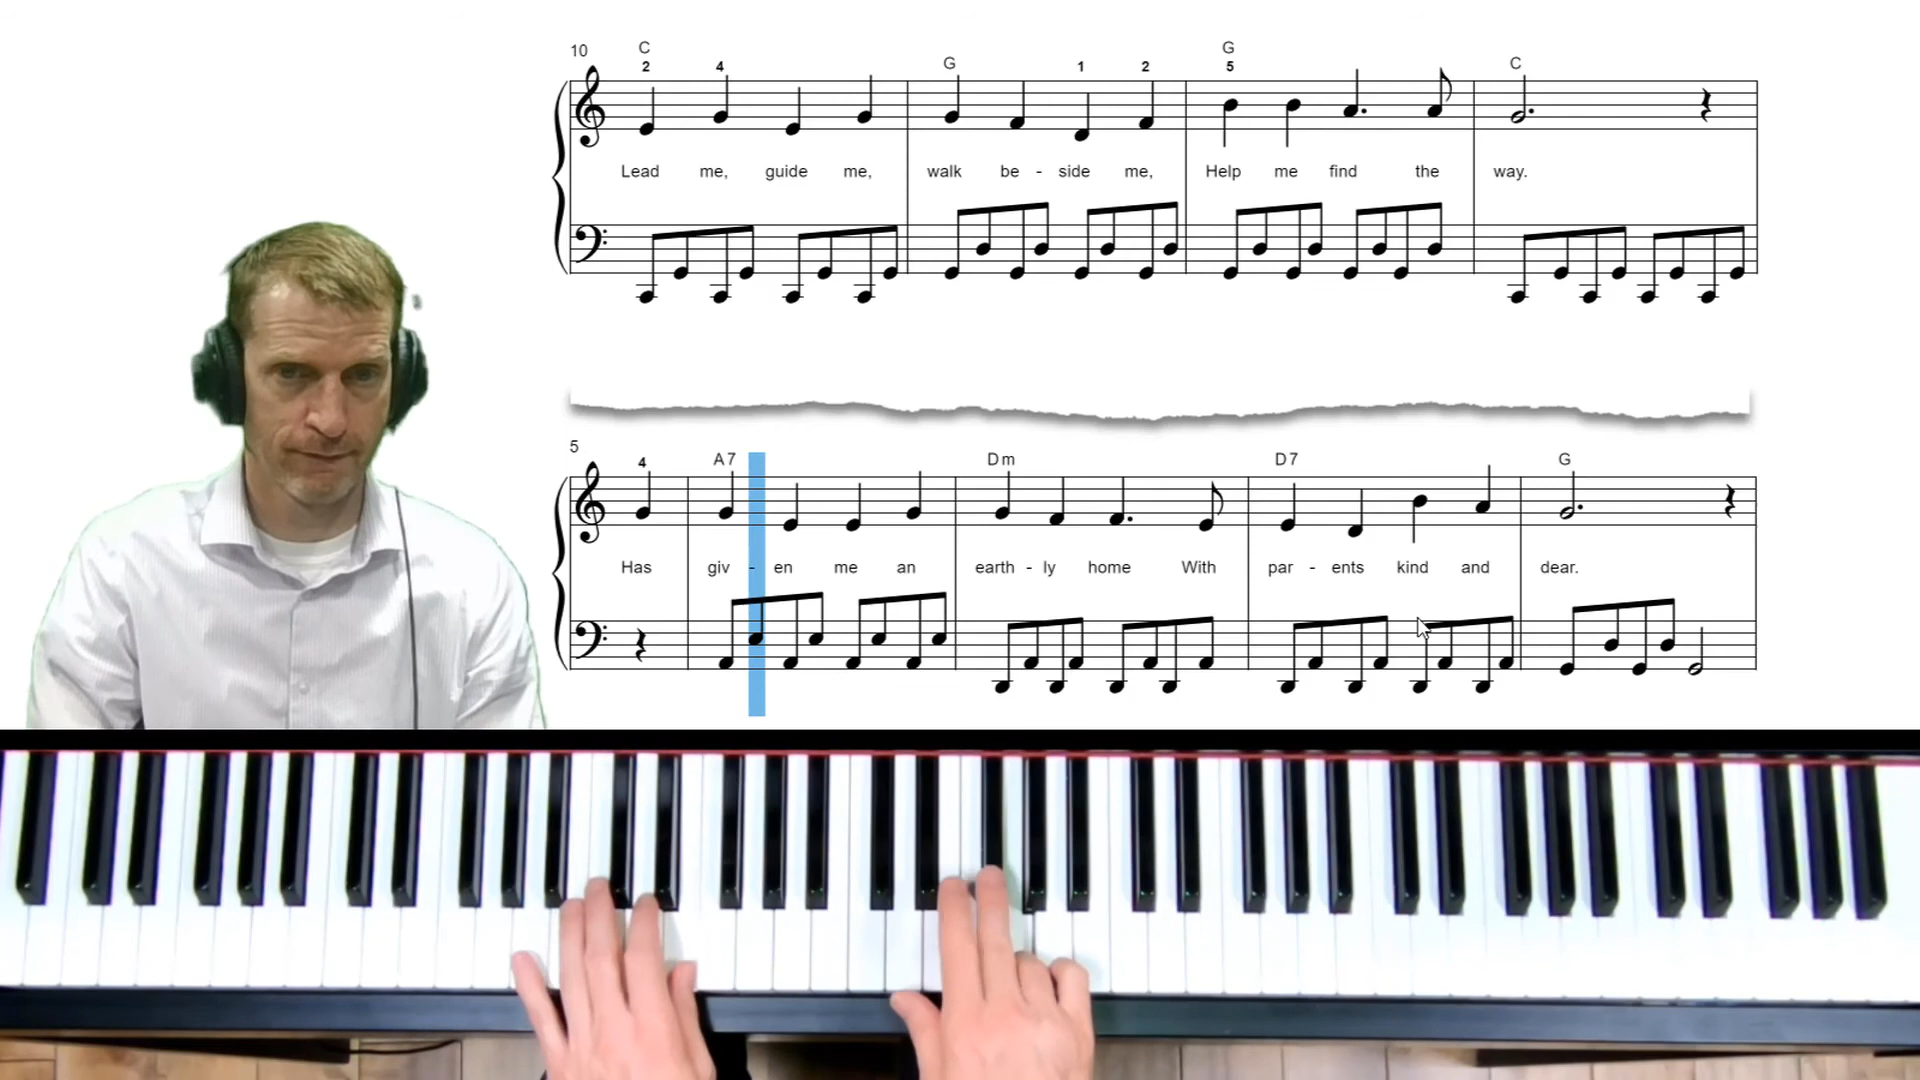 10 C G G C
2 4 1 2 5
Lead me, guide me, walk be - side me, Help me find the way.
5 A7 Dm D7 G
4
Has giv - en me an earth - ly home With par - ents kind and dear.